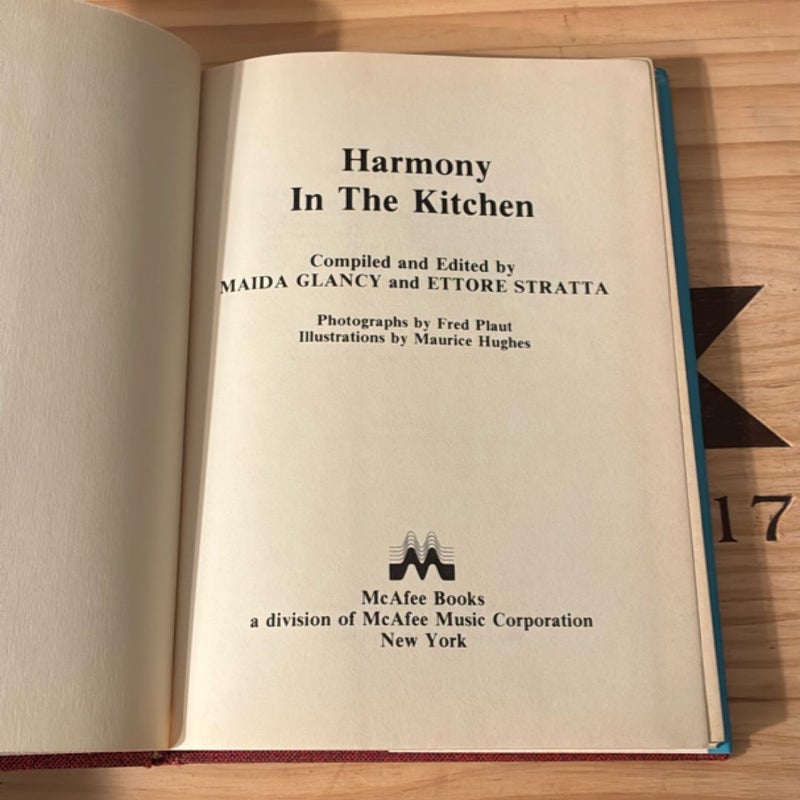 Harmony
In The Kitchen
Compiled and Edited by
MAIDA GLANCY and ETTORE STRATTA
Photographs by Fred Plaut
Illustrations by Maurice Hughes
McAfee Books
a division of McAfee Music Corporation
New York
17